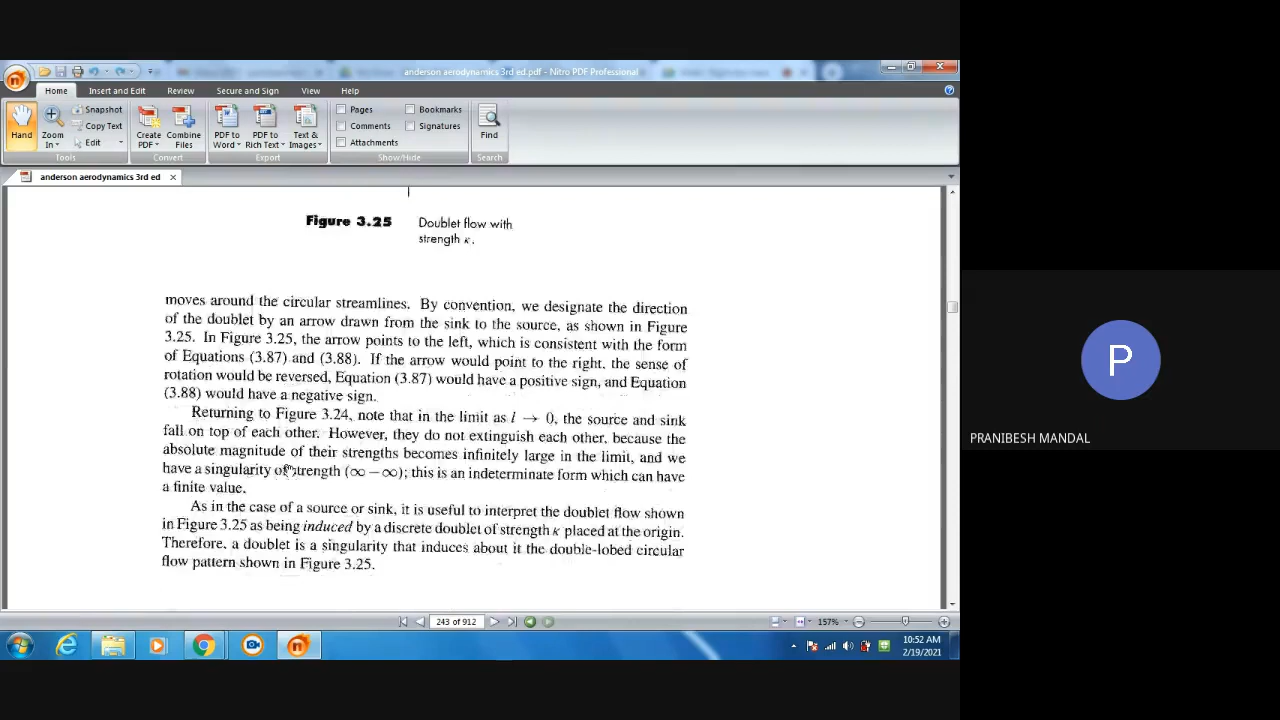 anderson aerodynamics 3rd ed.pdf - Nitro PDF Professional
Home Insert and Edit Review Secure and Sign View Help
Hand
Zoom In
Snapshot
Copy Text
Edit
Tools
Create PDF
Combine Files
Convert
PDF to Word
PDF to Rich Text
Text & Images
Export
Pages Bookmarks
Comments Signatures
Attachments
Show/Hide
Find
Search
anderson aerodynamics 3rd ed
Figure 3.25 Doublet flow with
strength κ.
moves around the circular streamlines. By convention, we designate the direction
of the doublet by an arrow drawn from the sink to the source, as shown in Figure
3.25. In Figure 3.25, the arrow points to the left, which is consistent with the form
of Equations (3.87) and (3.88). If the arrow would point to the right, the sense of
rotation would be reversed, Equation (3.87) would have a positive sign, and Equation
(3.88) would have a negative sign.
Returning to Figure 3.24, note that in the limit as l → 0, the source and sink
fall on top of each other. However, they do not extinguish each other, because the
absolute magnitude of their strengths becomes infinitely large in the limit, and we
have a singularity of strength (∞ − ∞); this is an indeterminate form which can have
a finite value.
As in the case of a source or sink, it is useful to interpret the doublet flow shown
in Figure 3.25 as being induced by a discrete doublet of strength κ placed at the origin.
Therefore, a doublet is a singularity that induces about it the double-lobed circular
flow pattern shown in Figure 3.25.
243 of 912
157%
10:52 AM
2/19/2021
P
PRANIBESH MANDAL